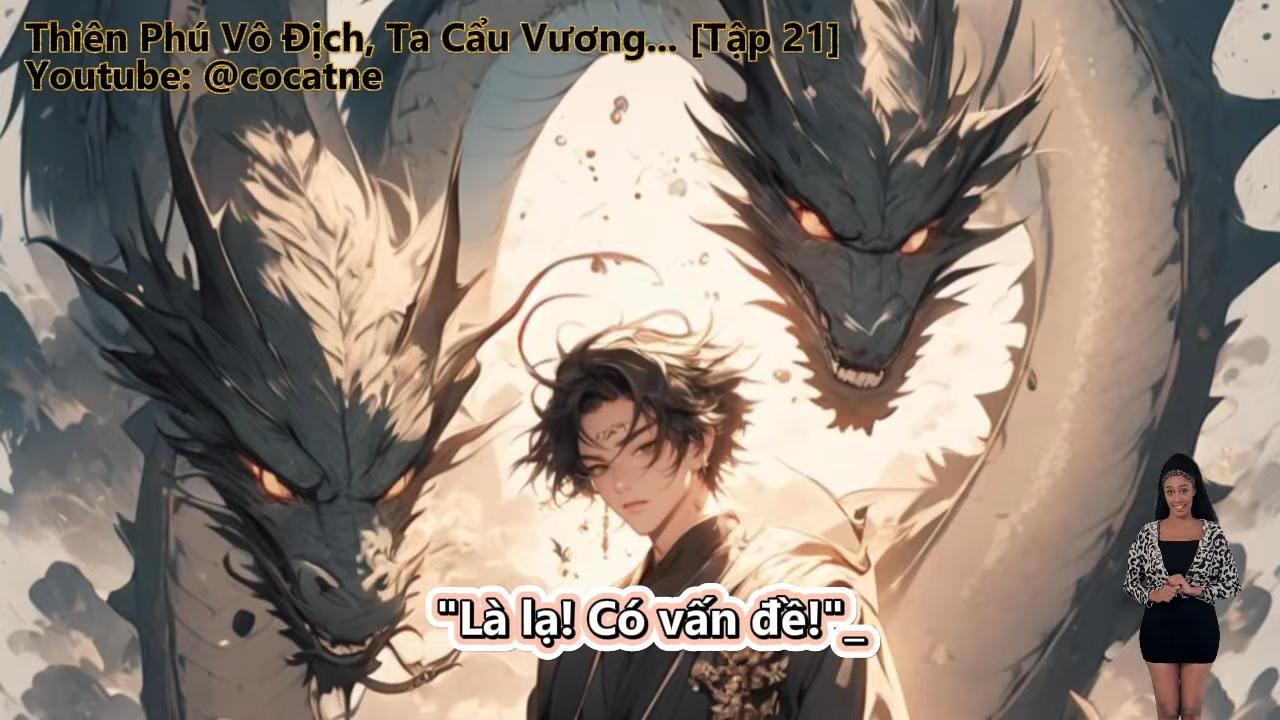 Thiên Phú Vô Địch, Ta Cẩu Vương... [Tập 21]
Youtube: @cocatne
"Là lạ! Có vấn đề!"_